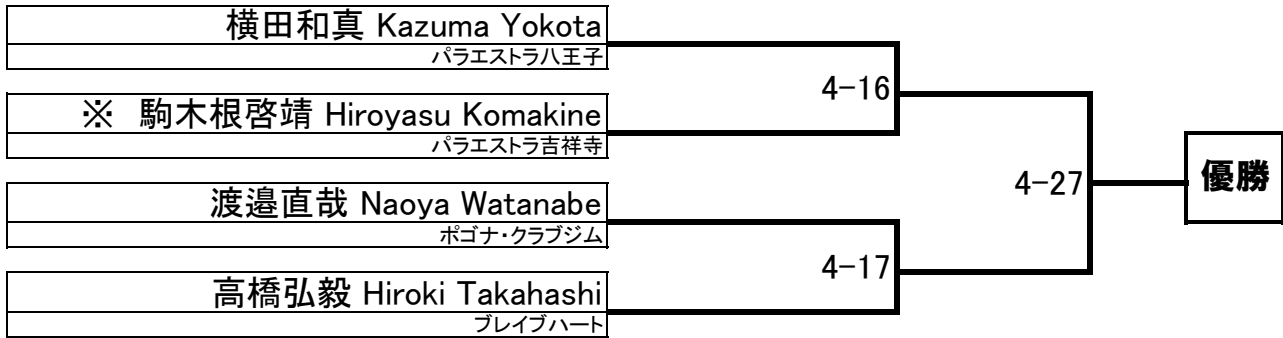 横田和真 Kazuma Yokota
パラエストラ八王子
4-16
※ 駒木根啓靖 Hiroyasu Komakine
パラエストラ吉祥寺
4-27
優勝
渡邉直哉 Naoya Watanabe
ポゴナ・クラブジム
4-17
高橋弘毅 Hiroki Takahashi
ブレイブハート